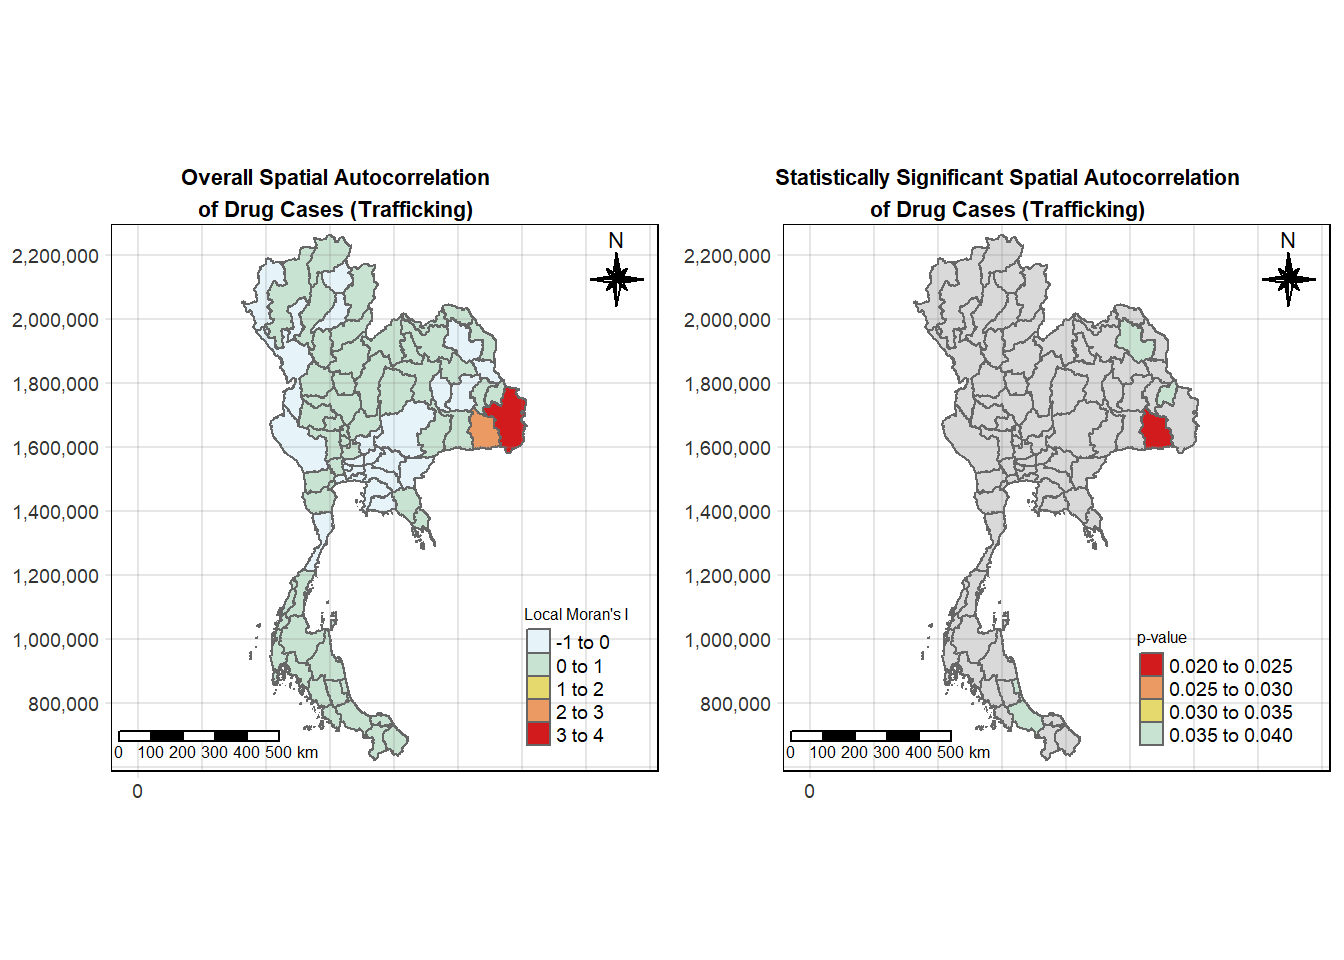 Overall Spatial Autocorrelation
of Drug Cases (Trafficking)
N
2,200,000
2,000,000
1,800,000
1,600,000
1,400,000
1,200,000
1,000,000
800,000
Local Moran's I
-1 to 0
0 to 1
1 to 2
2 to 3
3 to 4
0 100 200 300 400 500 km
0
Statistically Significant Spatial Autocorrelation
of Drug Cases (Trafficking)
N
2,200,000
2,000,000
1,800,000
1,600,000
1,400,000
1,200,000
1,000,000
800,000
p-value
0.020 to 0.025
0.025 to 0.030
0.030 to 0.035
0.035 to 0.040
0 100 200 300 400 500 km
0